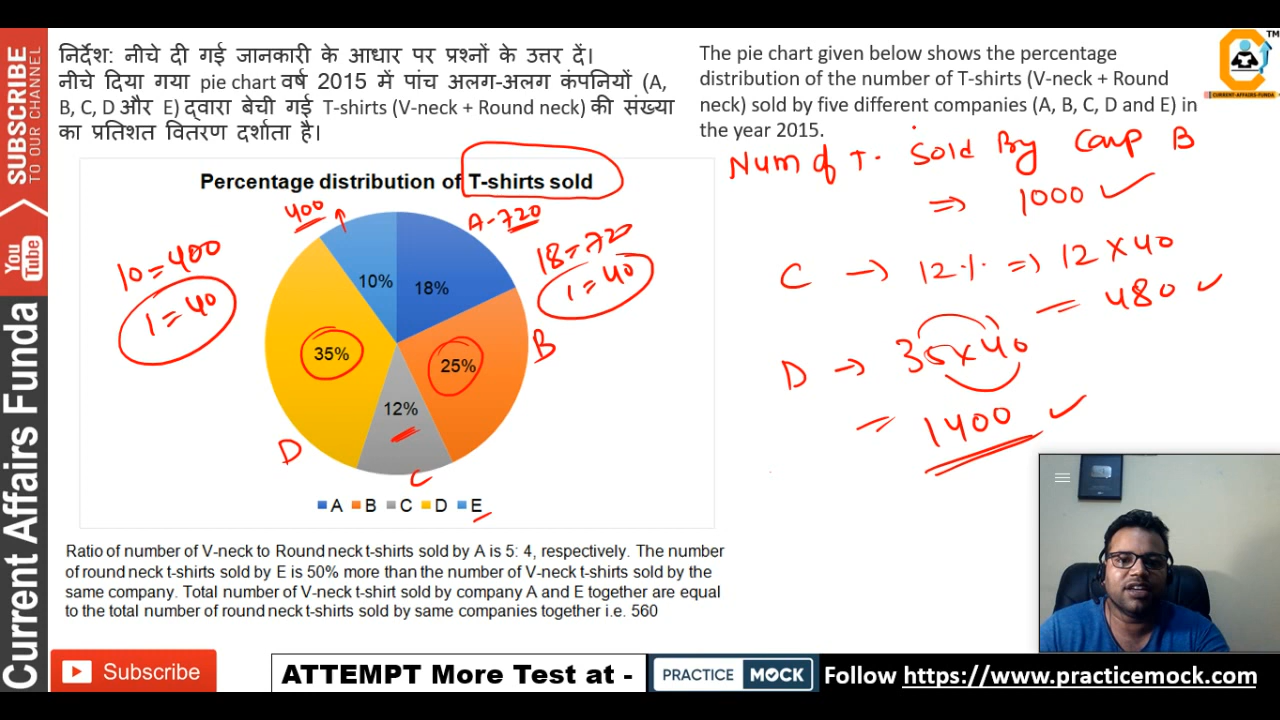 SUBSCRIBE
TO OUR CHANNEL
You Tube
Current Affairs Funda
निर्देश: नीचे दी गई जानकारी के आधार पर प्रश्नों के उत्तर दें।
नीचे दिया गया pie chart वर्ष 2015 में पांच अलग-अलग कंपनियों (A,
B, C, D और E) द्वारा बेची गई T-shirts (V-neck + Round neck) की संख्या
का प्रतिशत वितरण दर्शाता है।
The pie chart given below shows the percentage
distribution of the number of T-shirts (V-neck + Round
neck) sold by five different companies (A, B, C, D and E) in
the year 2015.
TM
CURRENT-AFFAIRS-FUNDA
Percentage distribution of T-shirts sold
400
A-720
10=400
1=40
18=720
1=40
10%
18%
35%
25%
12%
B
D
C
A B C D E
Num of T. Sold By Comp B
⇒ 1000 ✓
C → 12% ⇒ 12×40
= 480 ✓
D → 35×40
= 1400 ✓
Ratio of number of V-neck to Round neck t-shirts sold by A is 5: 4, respectively. The number
of round neck t-shirts sold by E is 50% more than the number of V-neck t-shirts sold by the
same company. Total number of V-neck t-shirt sold by company A and E together are equal
to the total number of round neck t-shirts sold by same companies together i.e. 560
Subscribe
ATTEMPT More Test at - PRACTICE MOCK Follow https://www.practicemock.com